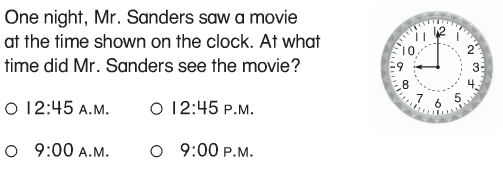 One night, Mr. Sanders saw a movie
at the time shown on the clock. At what
time did Mr. Sanders see the movie?
12:45 A.M. 12:45 P.M.
9:00 A.M. 9:00 P.M.
12
11 1
10 2
9 3
8 4
7 5
6